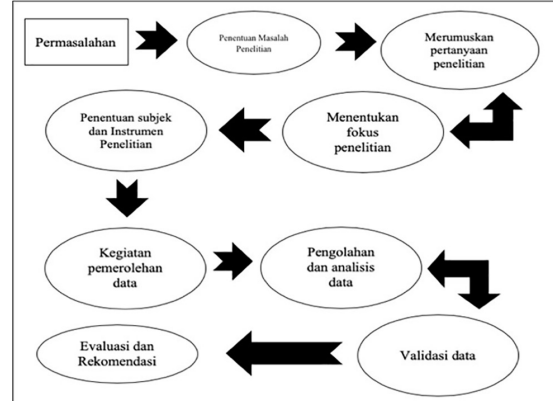 Permasalahan
Penentuan Masalah
Penelitian
Merumuskan
pertanyaan
penelitian
Menentukan
fokus
penelitian
Penentuan subjek
dan Instrumen
Penelitian
Kegiatan
pemerolehan
data
Pengolahan
dan analisis
data
Validasi data
Evaluasi dan
Rekomendasi